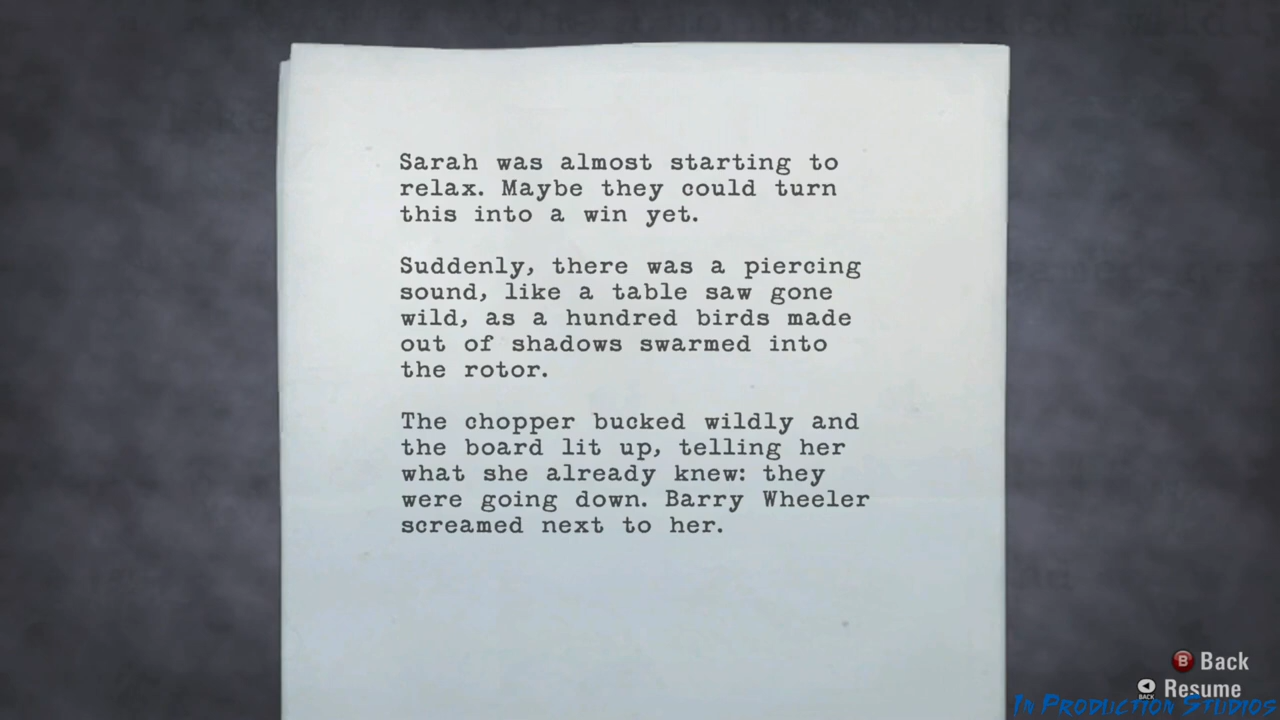 Sarah was almost starting to
relax. Maybe they could turn
this into a win yet.
Suddenly, there was a piercing
sound, like a table saw gone
wild, as a hundred birds made
out of shadows swarmed into
the rotor.
The chopper bucked wildly and
the board lit up, telling her
what she already knew: they
were going down. Barry Wheeler
screamed next to her.
B Back
BACK Resume
In Production Studios